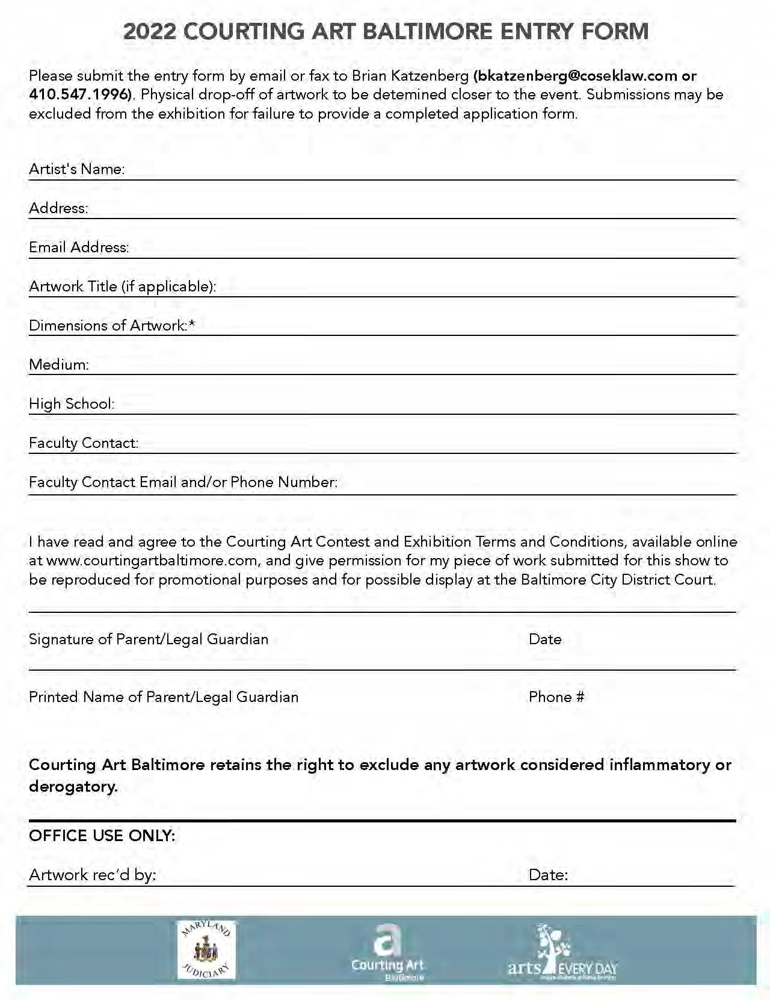 2022 COURTING ART BALTIMORE ENTRY FORM
Please submit the entry form by email or fax to Brian Katzenberg (bkatzenberg@coseklaw.com or
410.547.1996). Physical drop-off of artwork to be detemined closer to the event. Submissions may be
excluded from the exhibition for failure to provide a completed application form.
Artist's Name:
Address:
Email Address:
Artwork Title (if applicable):
Dimensions of Artwork:*
Medium:
High School:
Faculty Contact:
Faculty Contact Email and/or Phone Number:
I have read and agree to the Courting Art Contest and Exhibition Terms and Conditions, available online
at www.courtingartbaltimore.com, and give permission for my piece of work submitted for this show to
be reproduced for promotional purposes and for possible display at the Baltimore City District Court.
Signature of Parent/Legal Guardian Date
Printed Name of Parent/Legal Guardian Phone #
Courting Art Baltimore retains the right to exclude any artwork considered inflammatory or
derogatory.
OFFICE USE ONLY:
Artwork rec’d by: Date:
MARYLAND
JUDICIARY
a
Courting Art
Baltimore
arts EVERY DAY